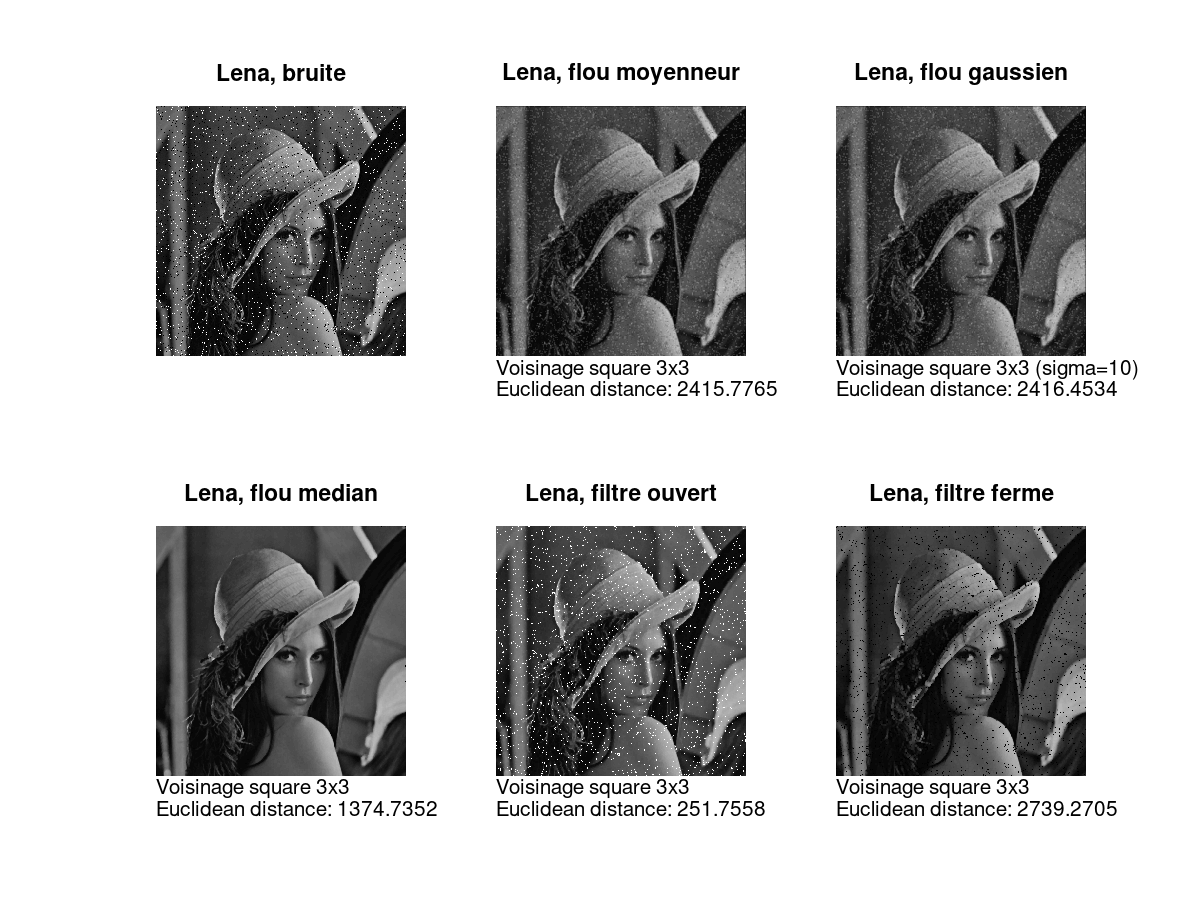 Lena, bruite
Lena, flou moyenneur
Lena, flou gaussien
Voisinage square 3x3
Euclidean distance: 2415.7765
Voisinage square 3x3 (sigma=10)
Euclidean distance: 2416.4534
Lena, flou median
Lena, filtre ouvert
Lena, filtre ferme
Voisinage square 3x3
Euclidean distance: 1374.7352
Voisinage square 3x3
Euclidean distance: 251.7558
Voisinage square 3x3
Euclidean distance: 2739.2705